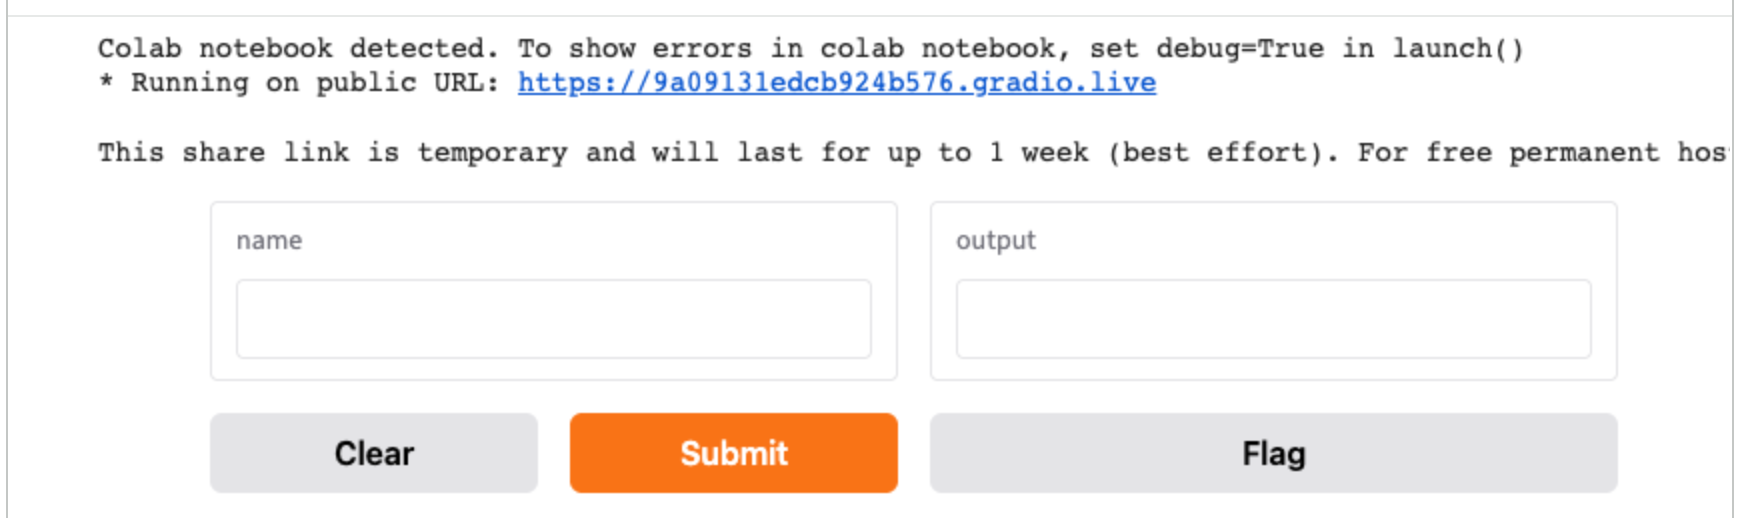 Colab notebook detected. To show errors in colab notebook, set debug=True in launch()
* Running on public URL: https://9a09131edcb924b576.gradio.live
This share link is temporary and will last for up to 1 week (best effort). For free permanent
name
output
Clear
Submit
Flag